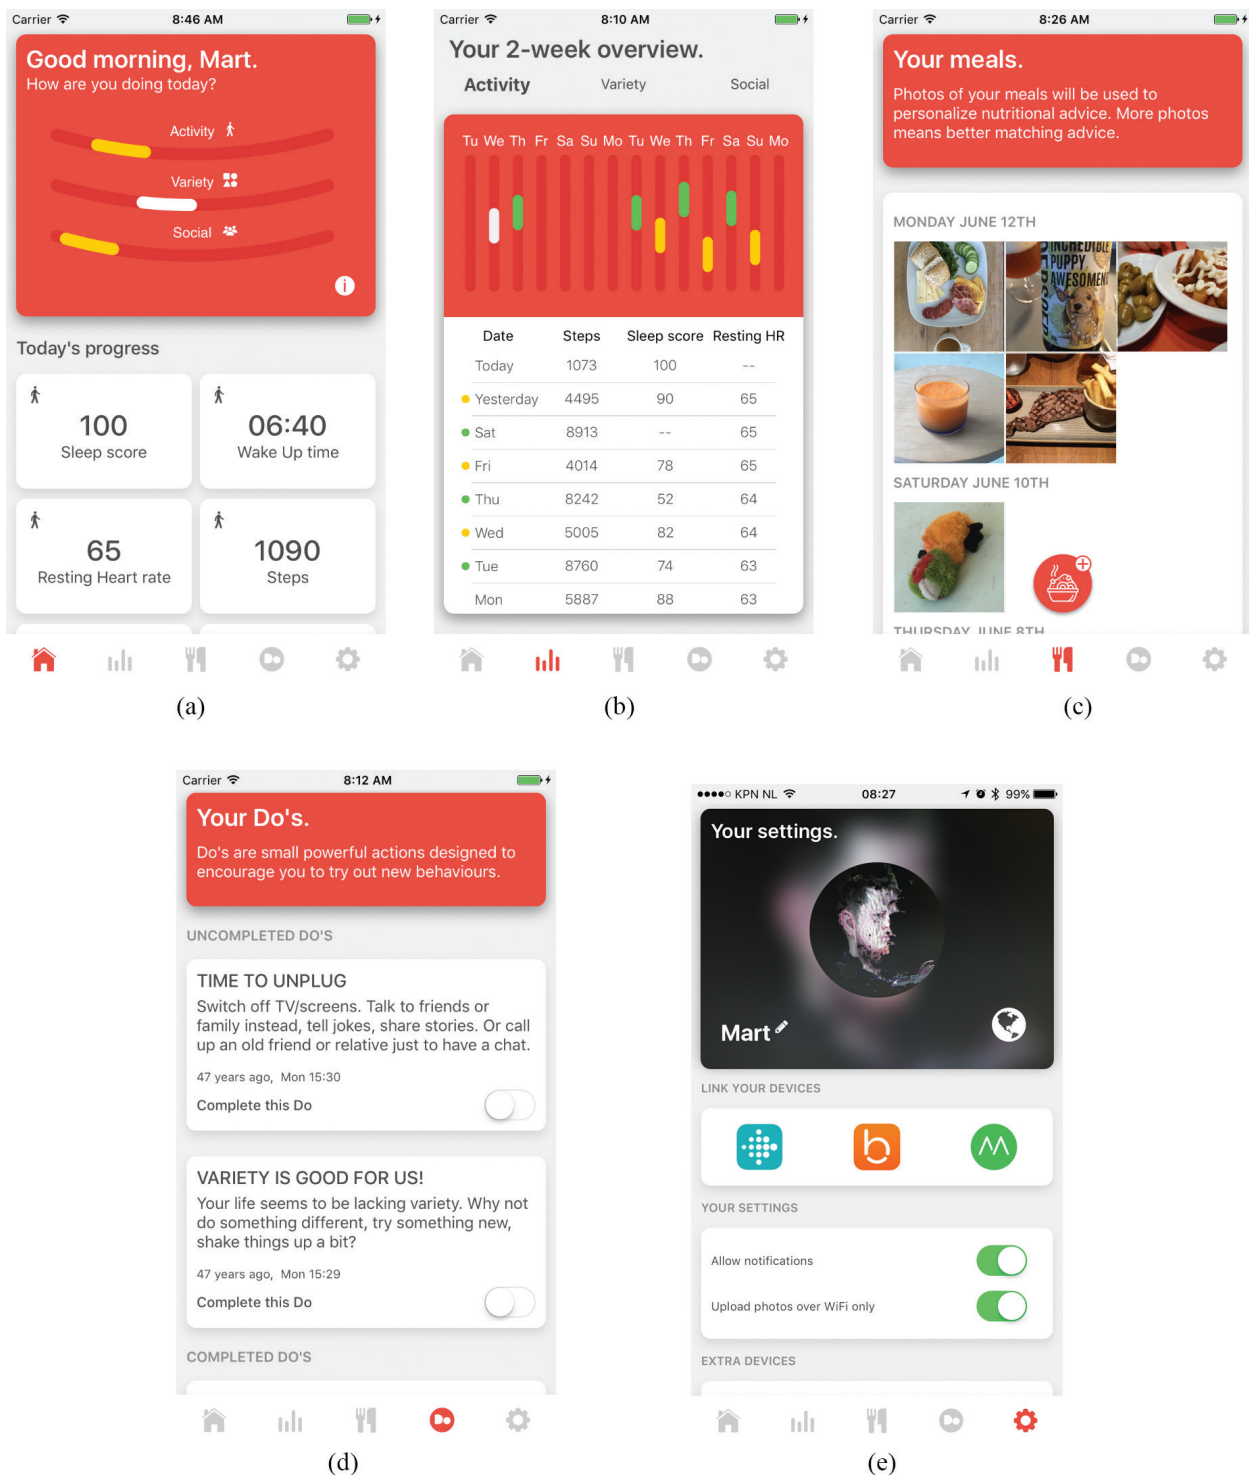 Carrier 8:46 AM
Good morning, Mart.
How are you doing today?
Activity
Variety
Social
i
Today's progress
100
Sleep score
06:40
Wake Up time
65
Resting Heart rate
1090
Steps
Do
(a)
Carrier 8:10 AM
Your 2-week overview.
Activity Variety Social
Tu We Th Fr Sa Su Mo Tu We Th Fr Sa Su Mo
Date Steps Sleep score Resting HR
Today 1073 100 --
Yesterday 4495 90 65
Sat 8913 -- 65
Fri 4014 78 65
Thu 8242 52 64
Wed 5005 82 64
Tue 8760 74 63
Mon 5887 88 63
Do
(b)
Carrier 8:26 AM
Your meals.
Photos of your meals will be used to
personalize nutritional advice. More photos
means better matching advice.
MONDAY JUNE 12TH
INCREDIBLE
PUPPY
AWESOMEN
SATURDAY JUNE 10TH
THURSDAY JUNE 8TH
Do
(c)
Carrier 8:12 AM
Your Do's.
Do's are small powerful actions designed to
encourage you to try out new behaviours.
UNCOMPLETED DO'S
TIME TO UNPLUG
Switch off TV/screens. Talk to friends or
family instead, tell jokes, share stories. Or call
up an old friend or relative just to have a chat.
47 years ago, Mon 15:30
Complete this Do
VARIETY IS GOOD FOR US!
Your life seems to be lacking variety. Why not
do something different, try something new,
shake things up a bit?
47 years ago, Mon 15:29
Complete this Do
COMPLETED DO'S
Do
(d)
KPN NL 08:27 99%
Your settings.
Mart
LINK YOUR DEVICES
b
YOUR SETTINGS
Allow notifications
Upload photos over WiFi only
EXTRA DEVICES
Do
(e)